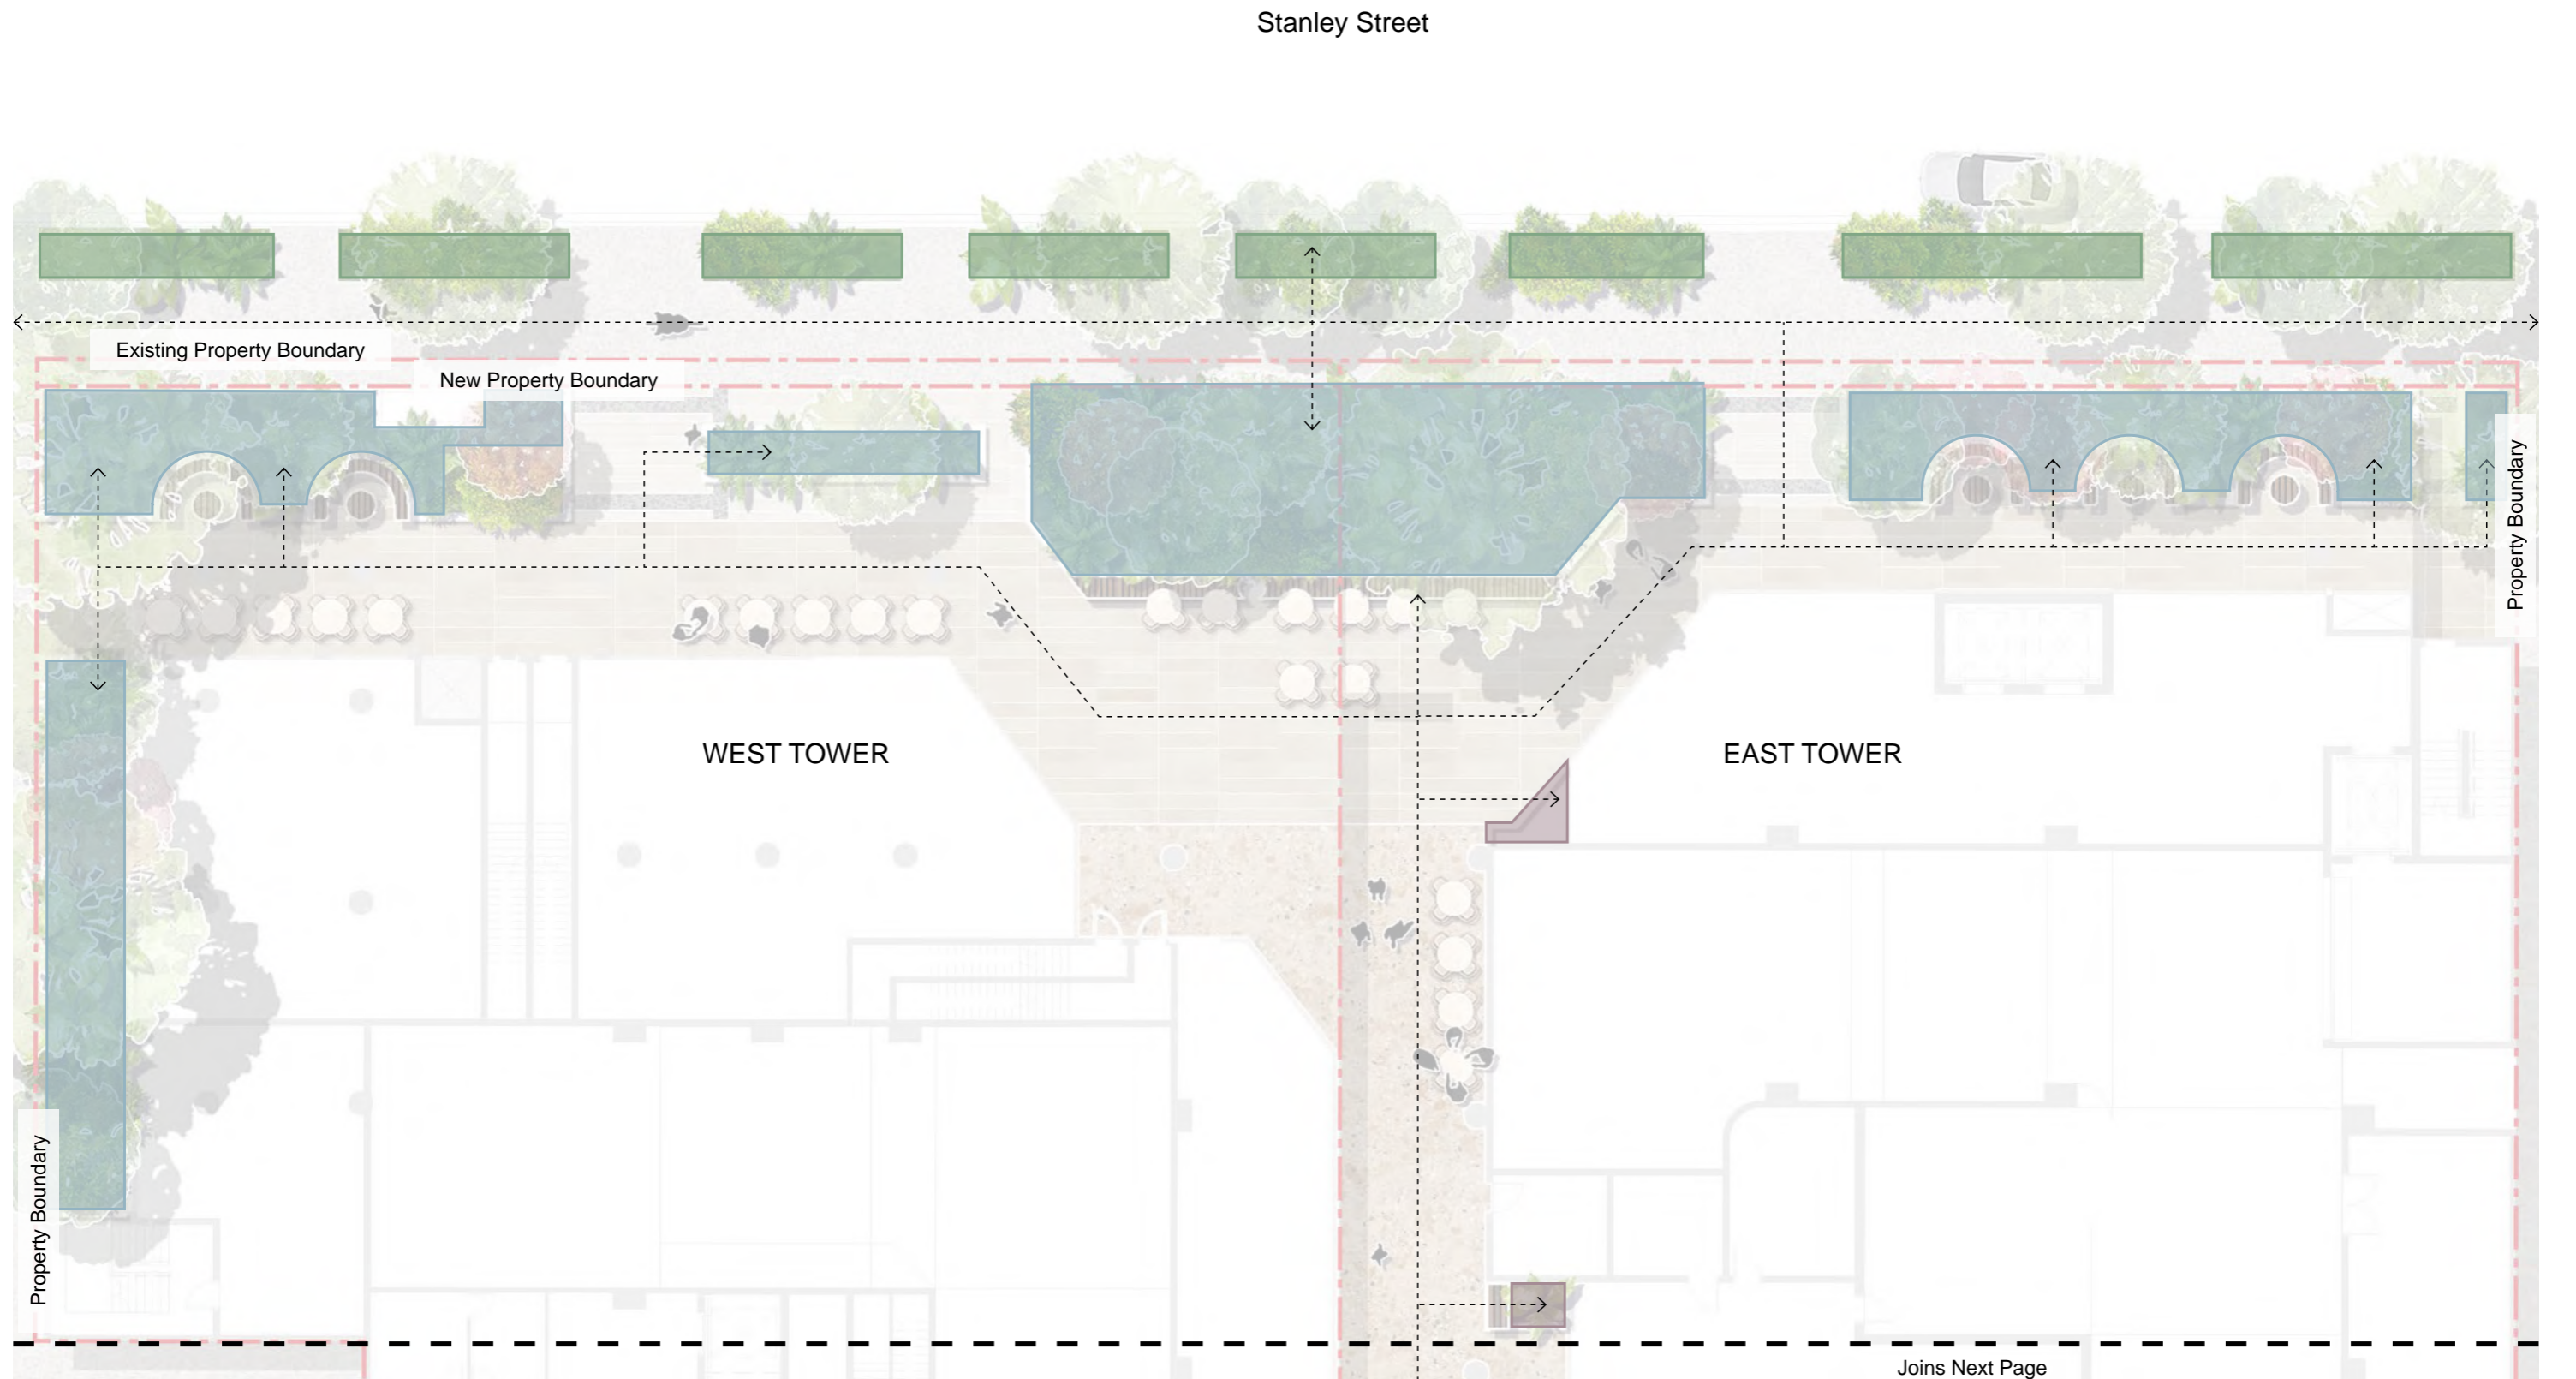 Stanley Street
Existing Property Boundary
New Property Boundary
Property Boundary
WEST TOWER
EAST TOWER
Property Boundary
Joins Next Page